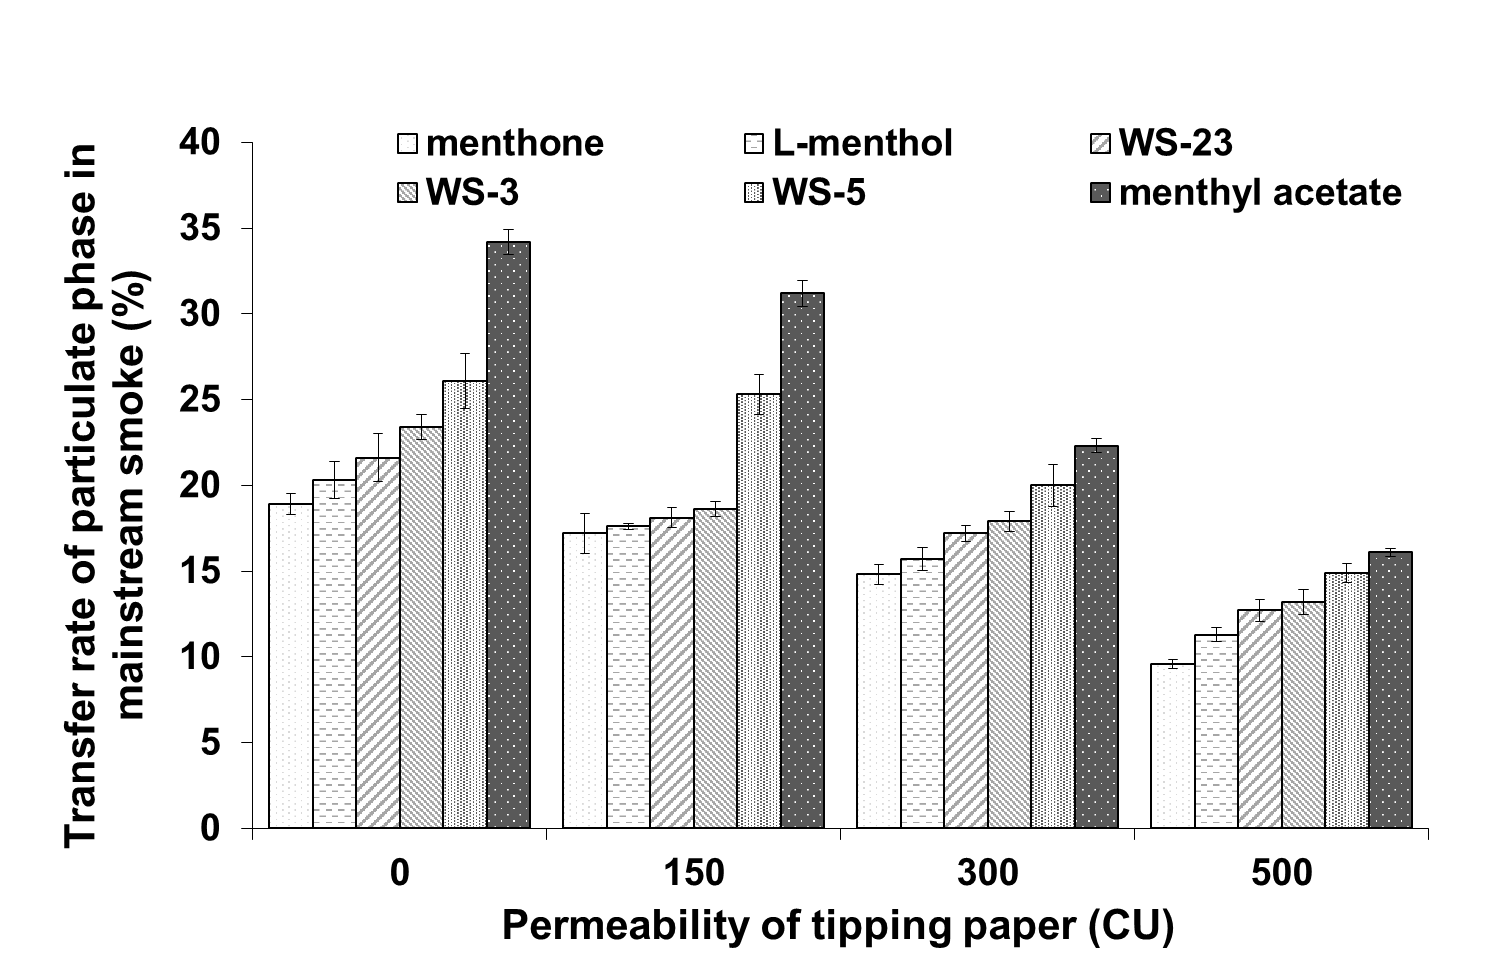 Transfer rate of particulate phase in
mainstream smoke (%)
40
35
30
25
20
15
10
5
0
menthone
L-menthol
WS-23
WS-3
WS-5
menthyl acetate
0
150
300
500
Permeability of tipping paper (CU)